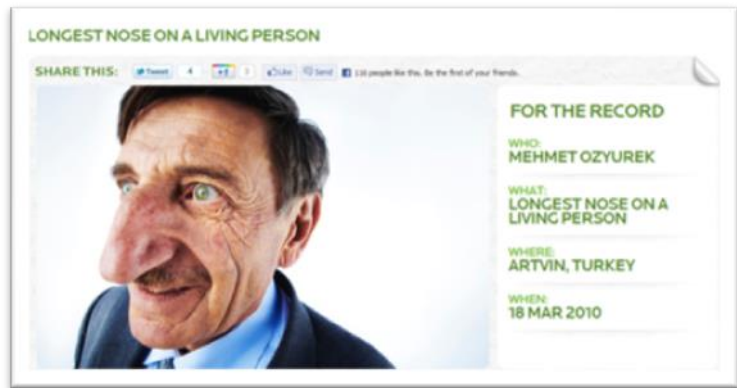 LONGEST NOSE ON A LIVING PERSON
SHARE THIS: Tweet 4 +1 3 Like Send 116 people like this. Be the first of your friends.
FOR THE RECORD
WHO:
MEHMET OZYUREK
WHAT:
LONGEST NOSE ON A
LIVING PERSON
WHERE:
ARTVIN, TURKEY
WHEN:
18 MAR 2010